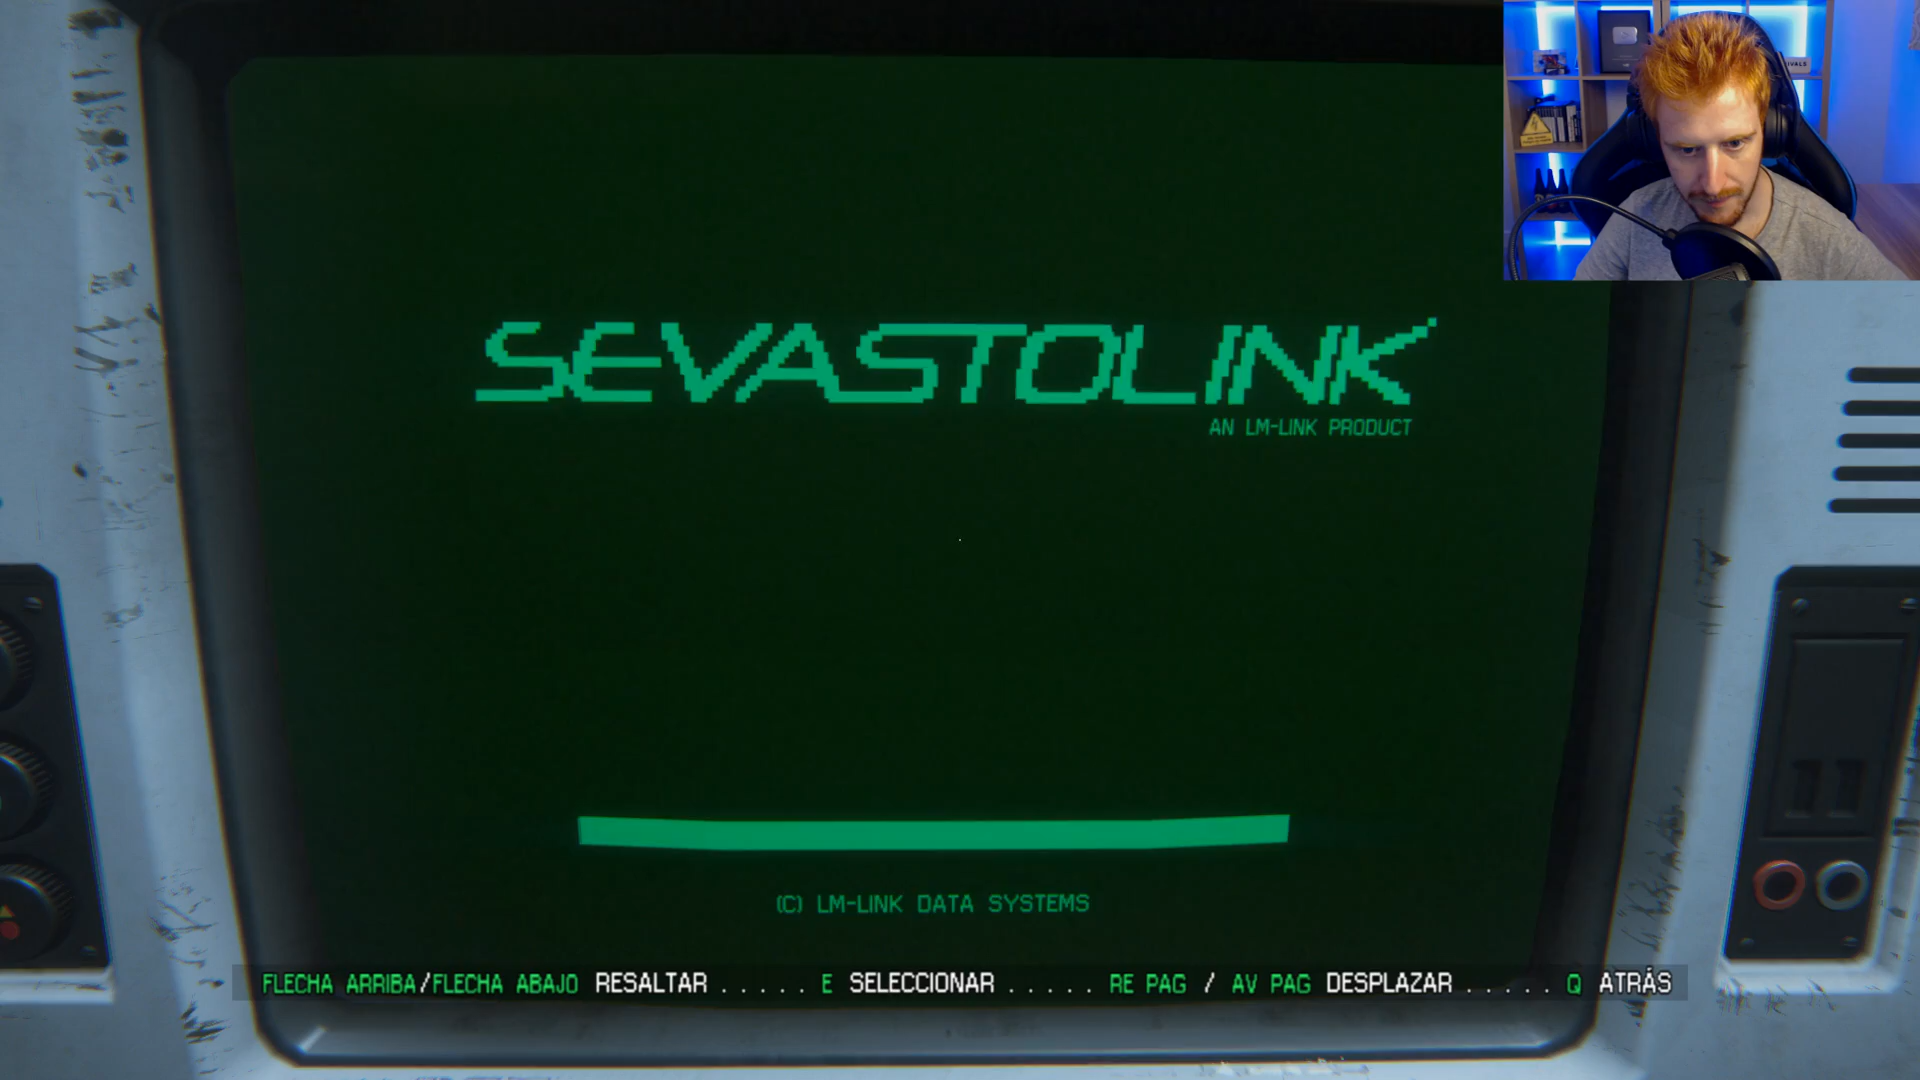 SEVASTOLINK
AN LM-LINK PRODUCT
(C) LM-LINK DATA SYSTEMS
FLECHA ARRIBA/FLECHA ABAJO RESALTAR ..... E SELECCIONAR ..... RE PAG / AV PAG DESPLAZAR ..... Q ATRÁS